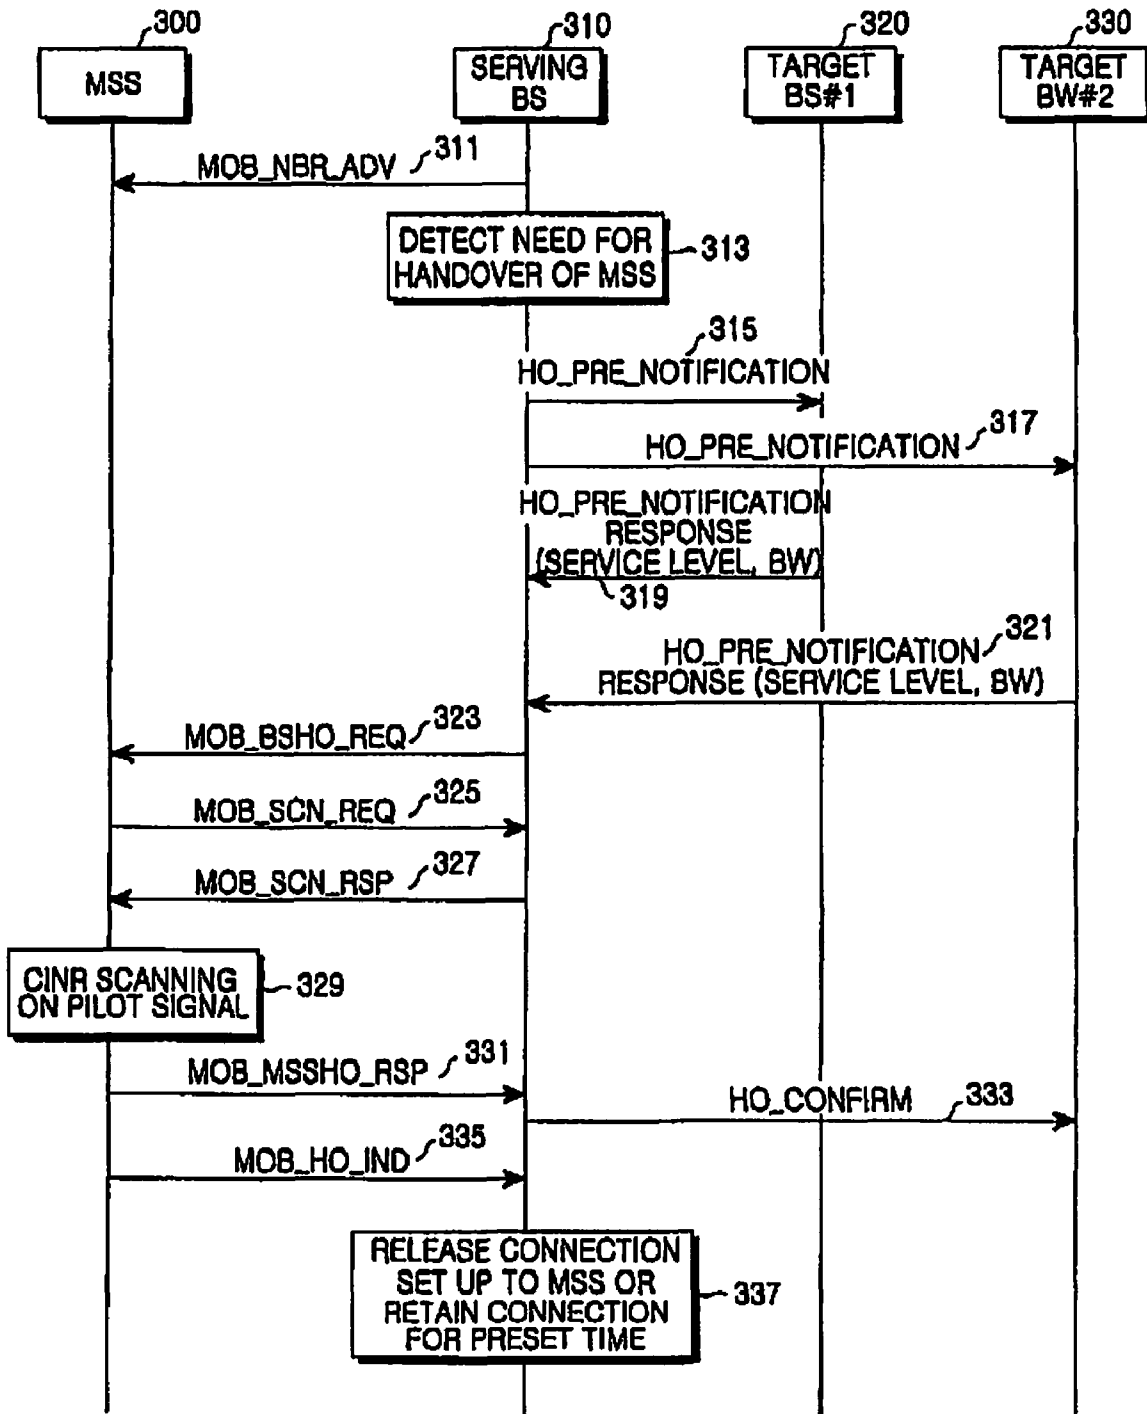 300
310
320
330
MSS
SERVING
BS
TARGET
BS#1
TARGET
BW#2
MOB_NBR_ADV
311
DETECT NEED FOR
HANDOVER OF MSS
313
315
HO_PRE_NOTIFICATION
HO_PRE_NOTIFICATION
317
HO_PRE_NOTIFICATION
RESPONSE
(SERVICE LEVEL, BW)
319
HO_PRE_NOTIFICATION
321
RESPONSE (SERVICE LEVEL, BW)
MOB_BSHO_REQ
323
MOB_SCN_REQ
325
MOB_SCN_RSP
327
CINR SCANNING
ON PILOT SIGNAL
329
MOB_MSSHO_RSP
331
HO_CONFIRM
333
MOB_HO_IND
335
RELEASE CONNECTION
SET UP TO MSS OR
RETAIN CONNECTION
FOR PRESET TIME
337